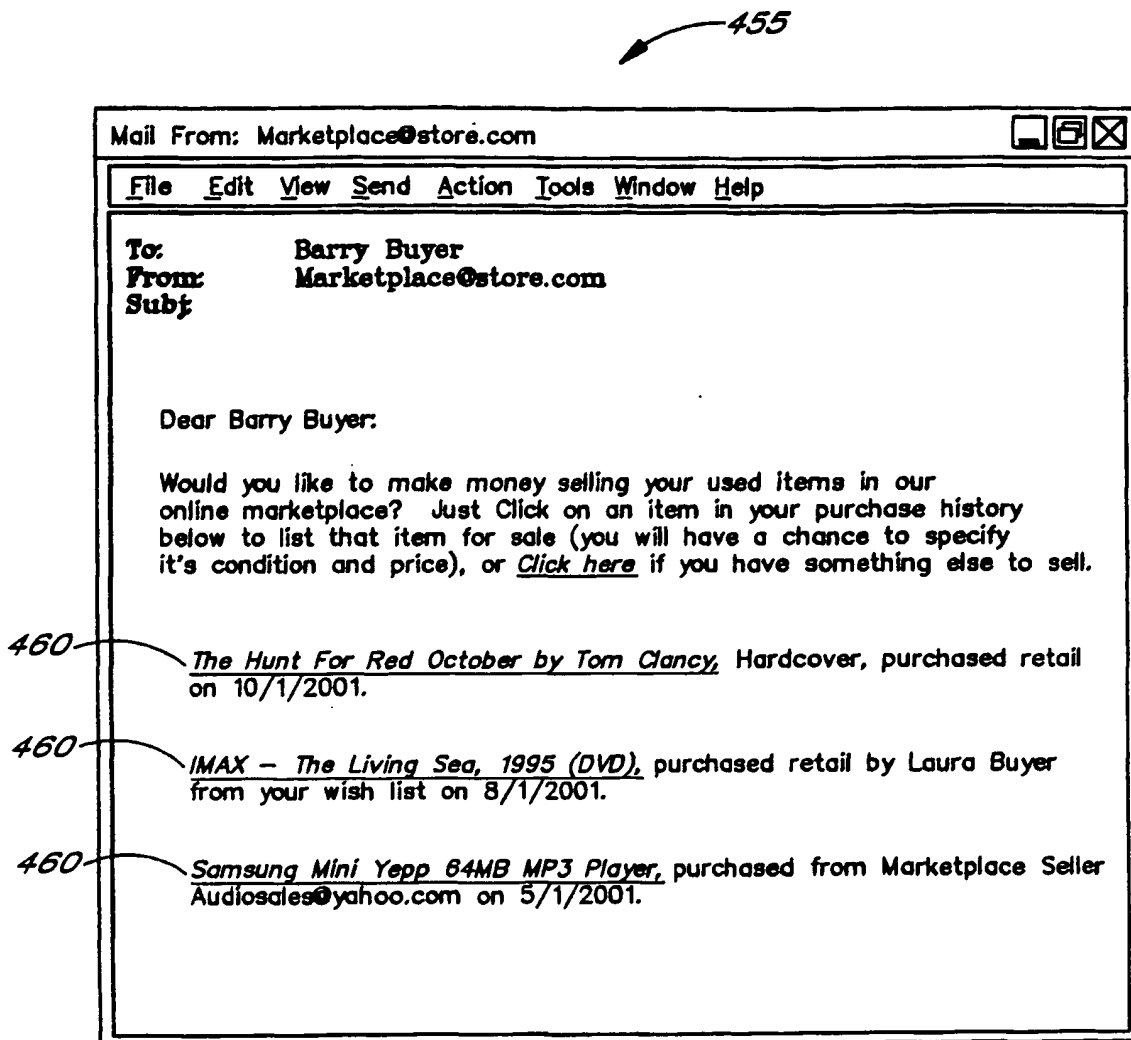 455
Mail From: Marketplace@store.com
File Edit View Send Action Tools Window Help
To: Barry Buyer
From: Marketplace@store.com
Subj:
Dear Barry Buyer:
Would you like to make money selling your used items in our
online marketplace? Just Click on an item in your purchase history
below to list that item for sale (you will have a chance to specify
it's condition and price), or Click here if you have something else to sell.
460
The Hunt For Red October by Tom Clancy, Hardcover, purchased retail
on 10/1/2001.
460
IMAX – The Living Sea, 1995 (DVD), purchased retail by Laura Buyer
from your wish list on 8/1/2001.
460
Samsung Mini Yepp 64MB MP3 Player, purchased from Marketplace Seller
Audiosales@yahoo.com on 5/1/2001.